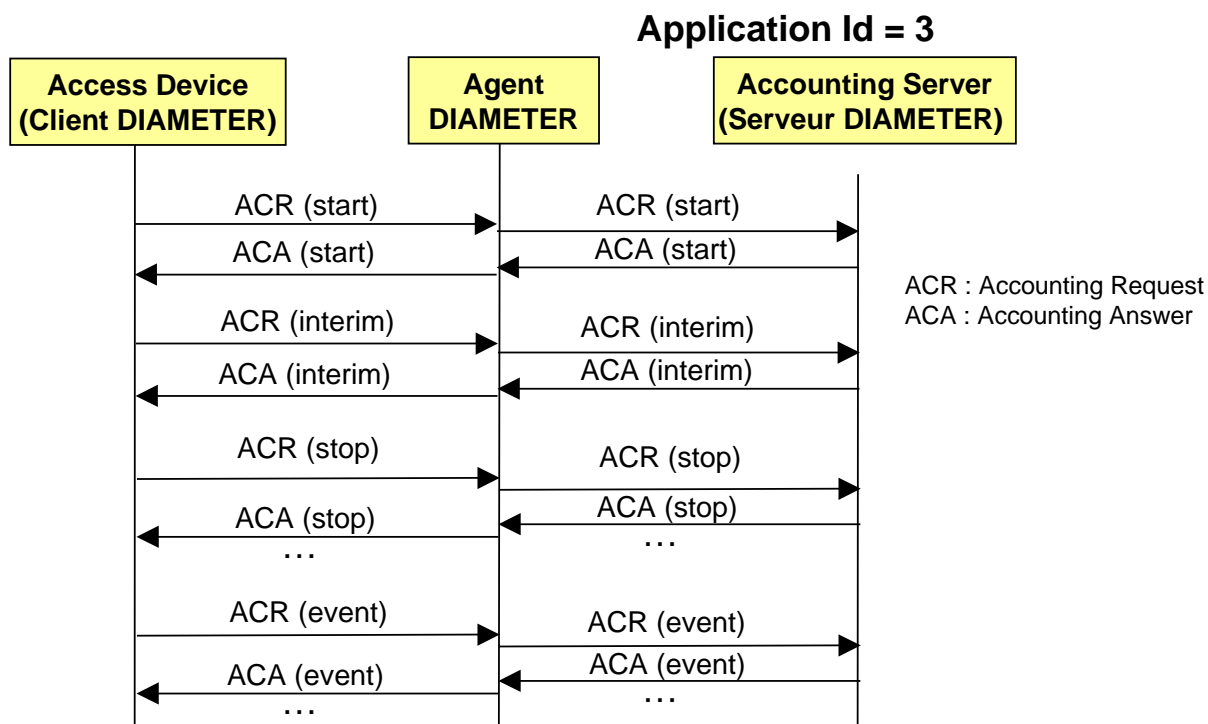 Application Id = 3
Access Device
(Client DIAMETER)
Agent
DIAMETER
Accounting Server
(Serveur DIAMETER)
ACR (start)
ACR (start)
ACA (start)
ACA (start)
ACR : Accounting Request
ACA : Accounting Answer
ACR (interim)
ACR (interim)
ACA (interim)
ACA (interim)
ACR (stop)
ACR (stop)
ACA (stop)
ACA (stop)
...
...
ACR (event)
ACR (event)
ACA (event)
ACA (event)
...
...